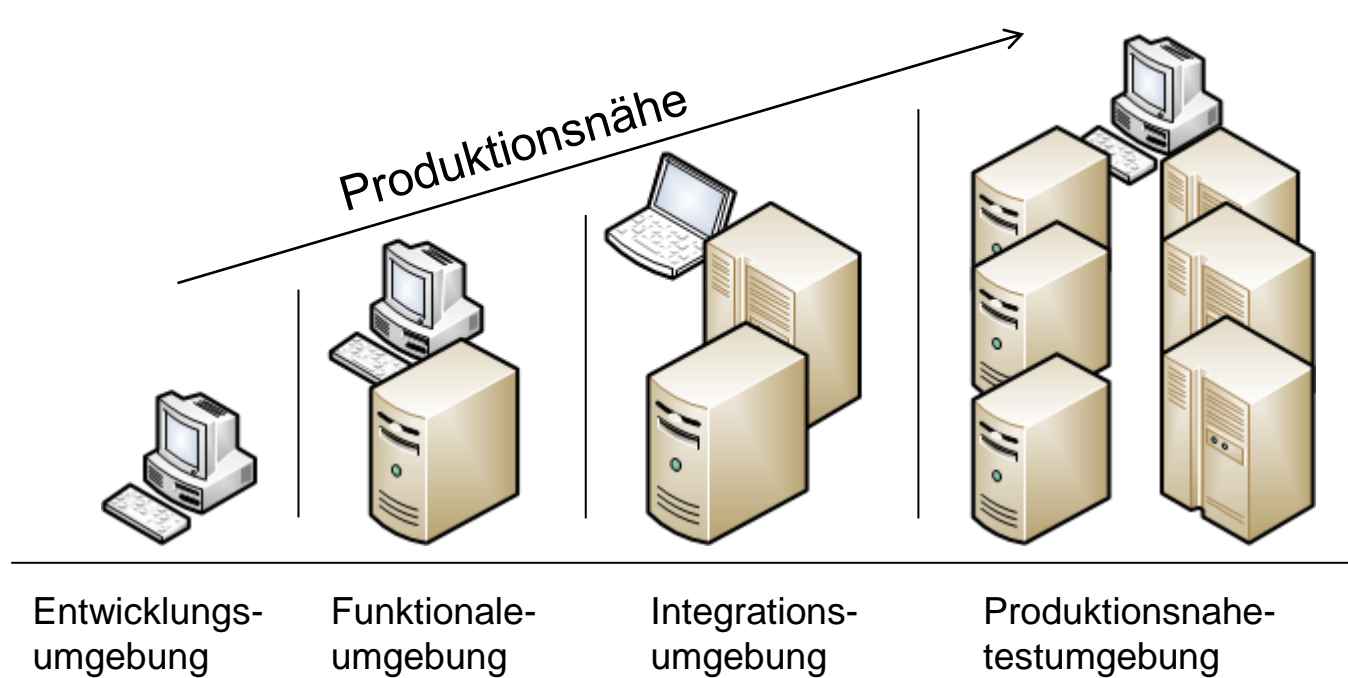 Produktionsnähe
Entwicklungs-
umgebung
Funktionale-
umgebung
Integrations-
umgebung
Produktionsnahe-
testumgebung